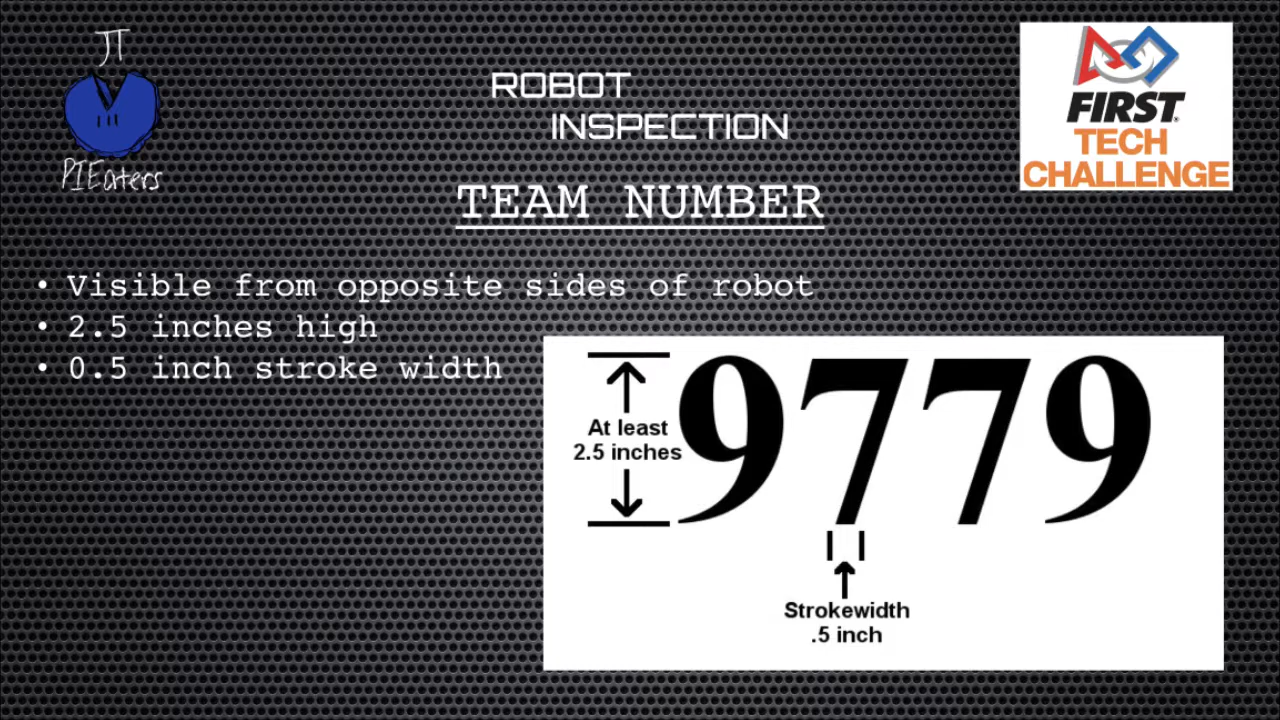 JT
PIEaters
ROBOT
INSPECTION
FIRST
TECH
CHALLENGE
TEAM NUMBER
• Visible from opposite sides of robot
• 2.5 inches high
• 0.5 inch stroke width
At least
2.5 inches
9779
Strokewidth
.5 inch